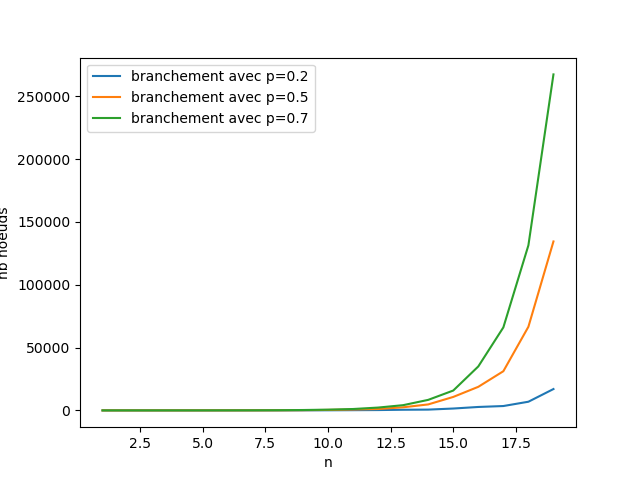 branchement avec p=0.2
branchement avec p=0.5
branchement avec p=0.7
250000
200000
150000
100000
50000
0
nb noeuds
2.5 5.0 7.5 10.0 12.5 15.0 17.5
n